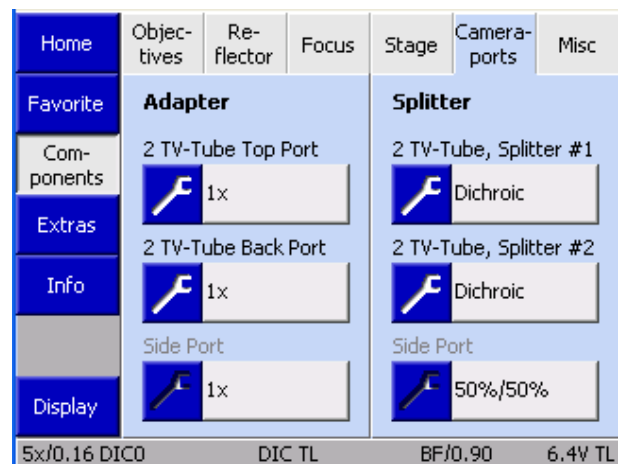 Home
Objec-
tives
Re-
flector
Focus
Stage
Camera-
ports
Misc
Favorite
Com-
ponents
Extras
Info
Display
Adapter
2 TV-Tube Top Port
1x
2 TV-Tube Back Port
1x
Side Port
1x
Splitter
2 TV-Tube, Splitter #1
Dichroic
2 TV-Tube, Splitter #2
Dichroic
Side Port
50%/50%
5x/0.16 DIC0 DIC TL BF/0.90 6.4V TL